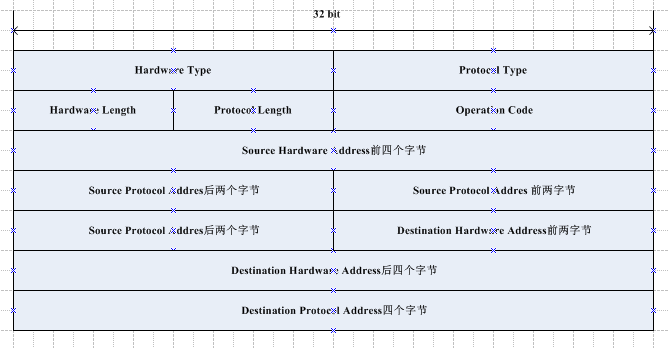 32 bit
Hardware Type
Protocol Type
Hardware Length
Protocol Length
Operation Code
Source Hardware Address前四个字节
Source Protocol Addres后两个字节
Source Protocol Addres 前两字节
Source Protocol Addres后两个字节
Destination Hardware Address前两字节
Destination Hardware Address后四个字节
Destination Protocol Address四个字节